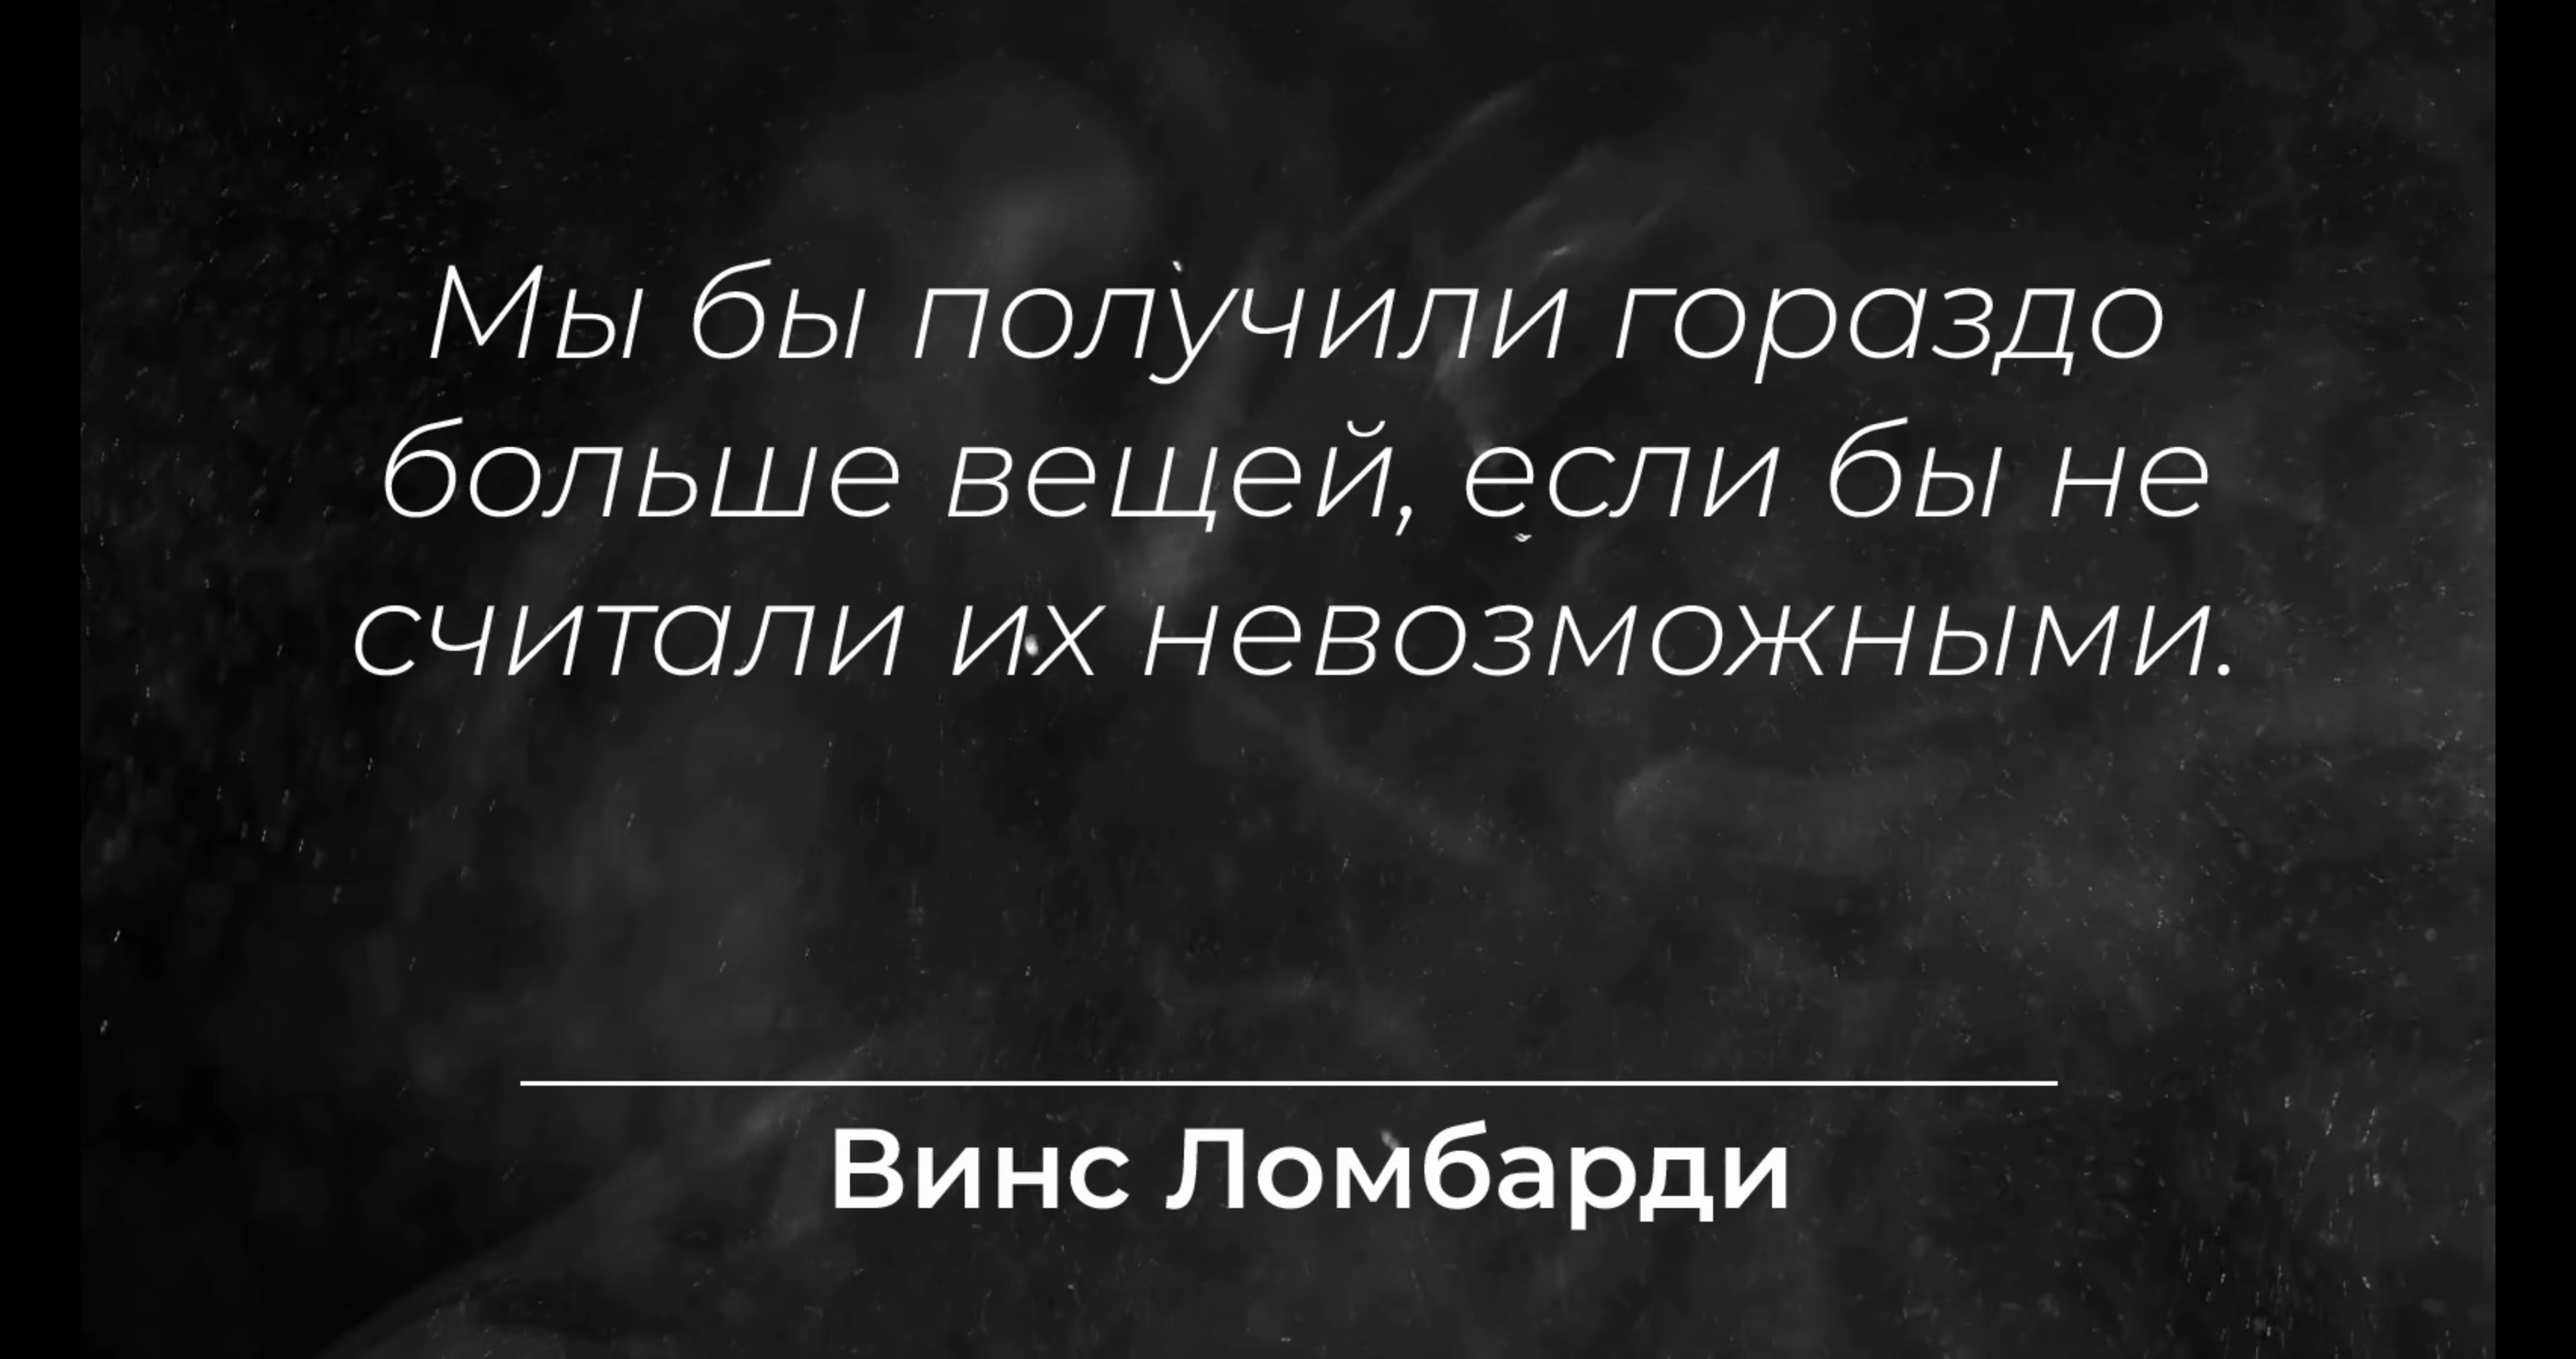 Мы бы получили гораздо
больше вещей, если бы не
считали их невозможными.
Винс Ломбарди